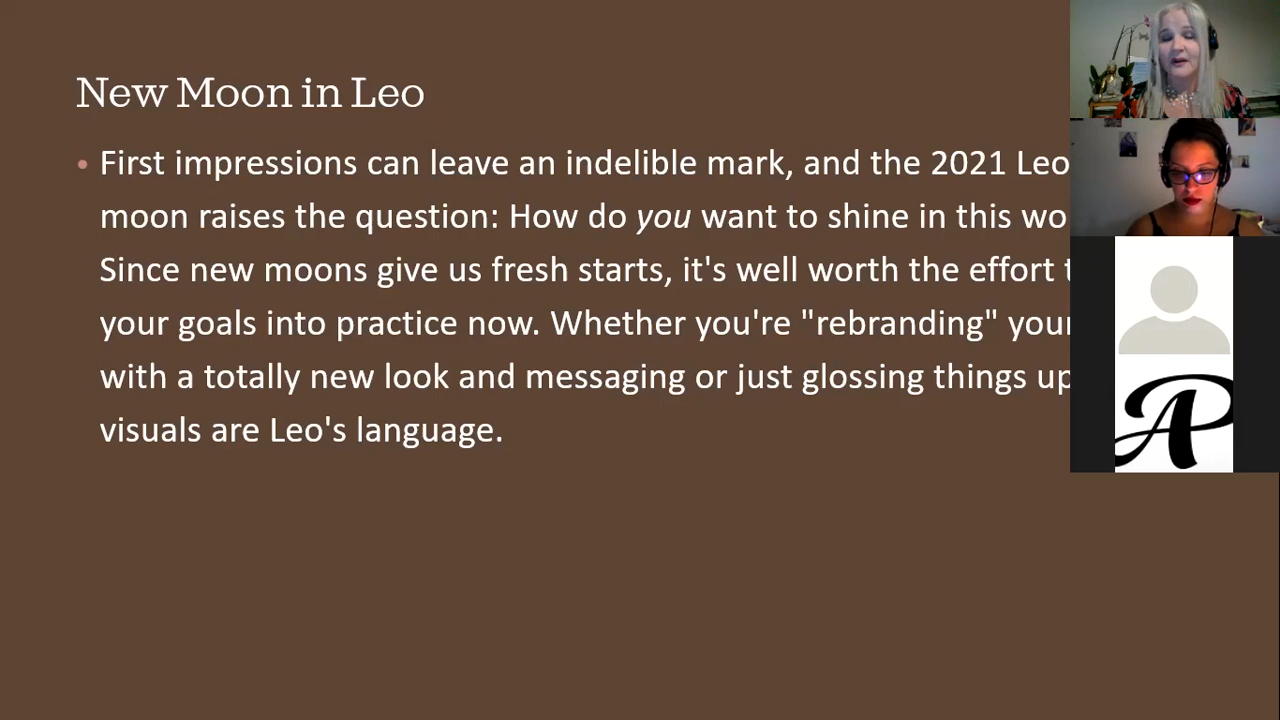 New Moon in Leo
• First impressions can leave an indelible mark, and the 2021 Leo
moon raises the question: How do you want to shine in this
Since new moons give us fresh starts, it's well worth the effort
your goals into practice now. Whether you're "rebranding"
with a totally new look and messaging or just glossing things up
visuals are Leo's language.
AP